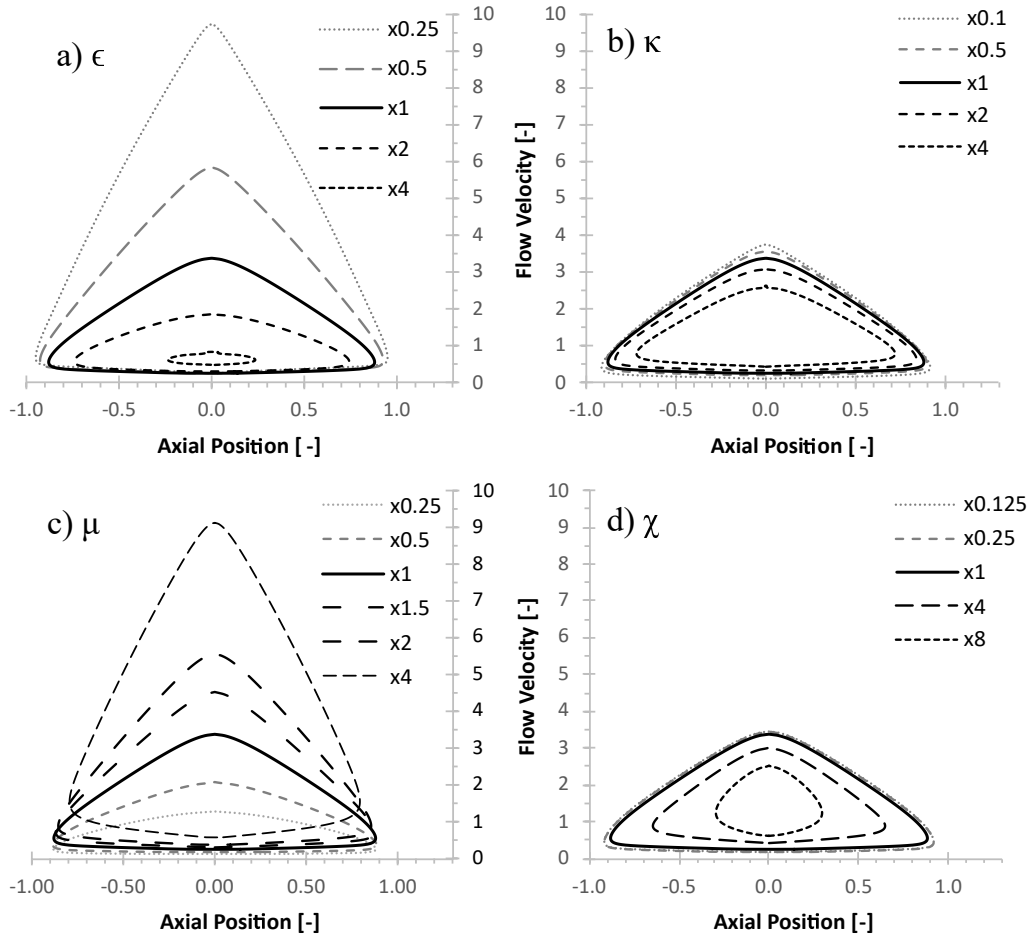 a) ϵ
x0.25
x0.5
x1
x2
x4
10
9
8
7
6
5
4
3
2
1
0
-1.0 -0.5 0.0 0.5 1.0
Axial Position [ -]
b) κ
x0.1
x0.5
x1
x2
x4
Flow Velocity [-]
10
9
8
7
6
5
4
3
2
1
0
-1.0 -0.5 0.0 0.5 1.0
Axial Position [ -]
c) μ
x0.25
x0.5
x1
x1.5
x2
x4
10
9
8
7
6
5
4
3
2
1
0
-1.00 -0.50 0.00 0.50 1.00
Axial Position [-]
d) χ
x0.125
x0.25
x1
x4
x8
Flow Velocity [-]
10
9
8
7
6
5
4
3
2
1
0
-1.0 -0.5 0.0 0.5 1.0
Axial Position [-]